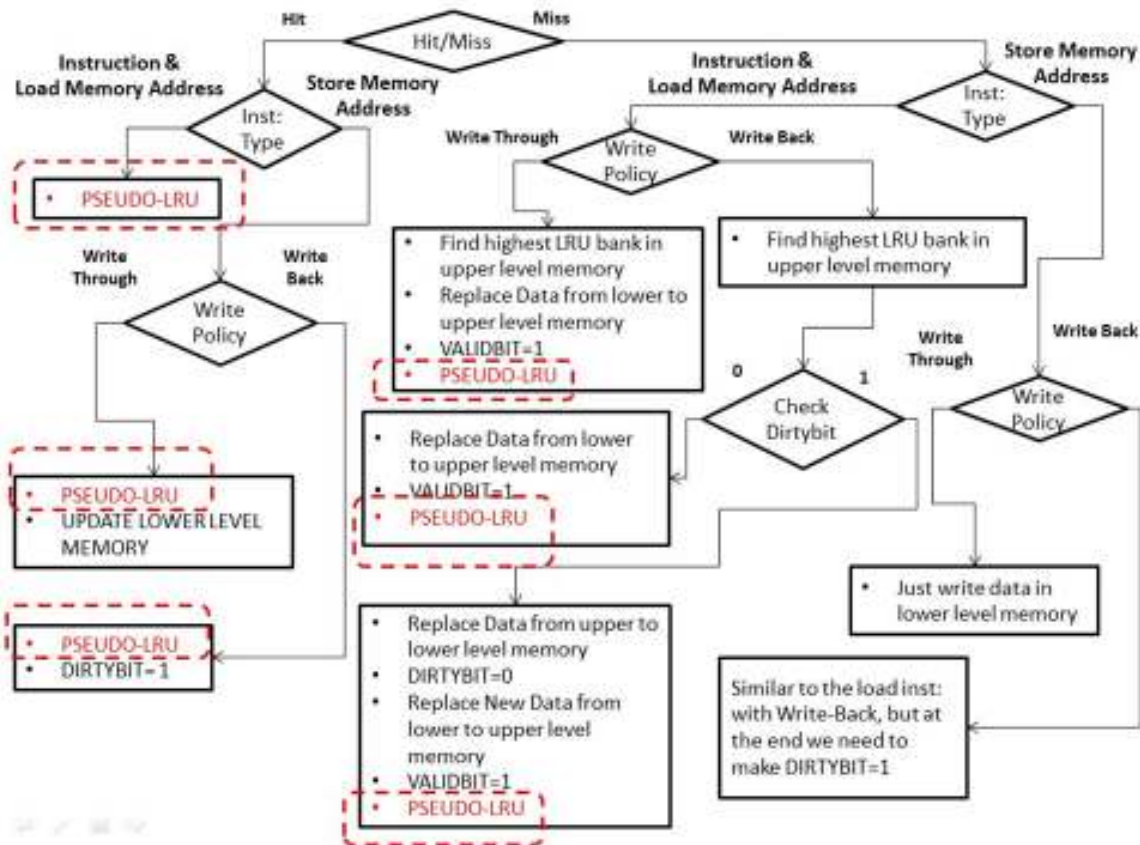 Hit
Miss
Hit/Miss
Instruction &
Load Memory Address
Store Memory
Address
Inst:
Type
Instruction &
Load Memory Address
Store Memory
Address
Inst:
Type
Write Through
Write Back
Write
Policy
• PSEUDO-LRU
Write
Through
Write
Back
Write
Policy
• Find highest LRU bank in
upper level memory
• Replace Data from lower to
upper level memory
• VALIDBIT=1
• PSEUDO-LRU
• Find highest LRU bank in
upper level memory
0
1
Check
Dirtybit
Write
Through
Write Back
Write
Policy
• Replace Data from lower
to upper level memory
• VALIDBIT=1
• PSEUDO-LRU
• PSEUDO-LRU
• UPDATE LOWER LEVEL
MEMORY
• PSEUDO-LRU
• DIRTYBIT=1
• Replace Data from upper to
lower level memory
• DIRTYBIT=0
• Replace New Data from
lower to upper level
memory
• VALIDBIT=1
• PSEUDO-LRU
• Just write data in
lower level memory
Similar to the load inst:
with Write-Back, but at
the end we need to
make DIRTYBIT=1